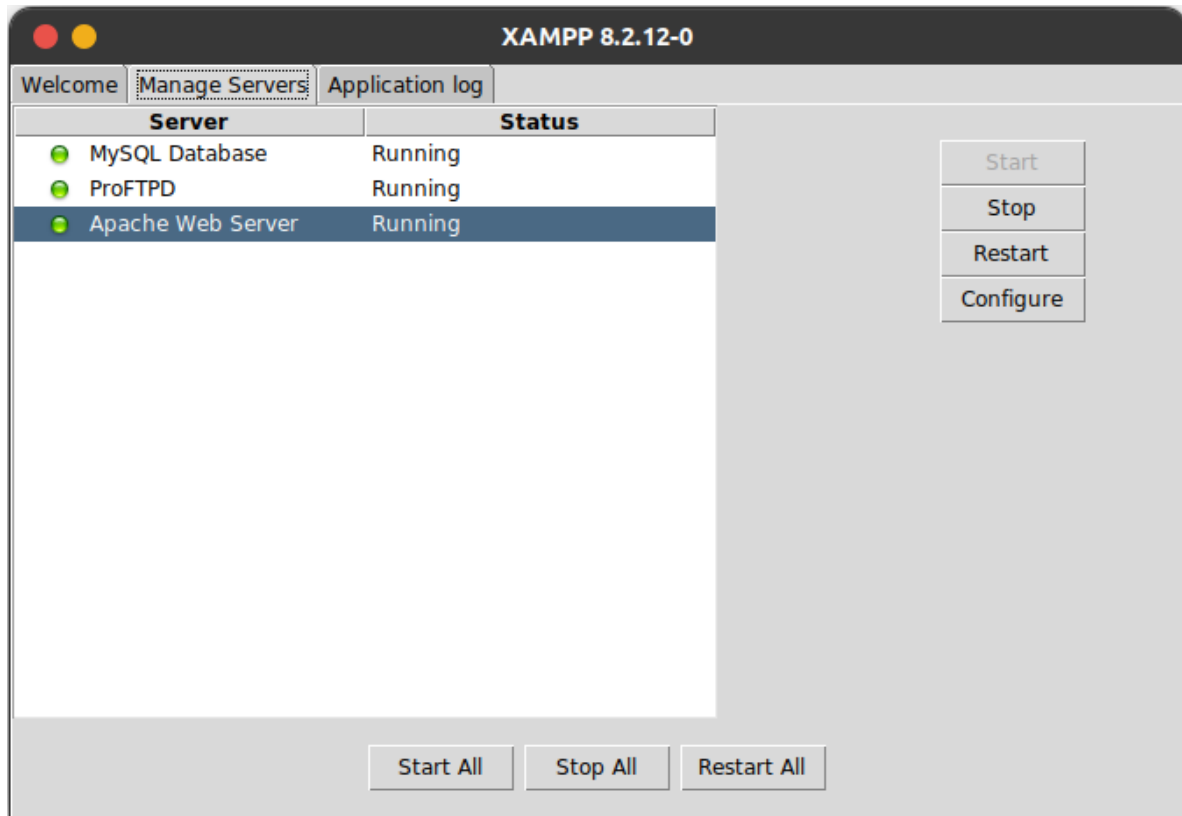 XAMPP 8.2.12-0
Welcome Manage Servers Application log
Server Status
MySQL Database Running
ProFTPD Running
Apache Web Server Running
Start
Stop
Restart
Configure
Start All Stop All Restart All